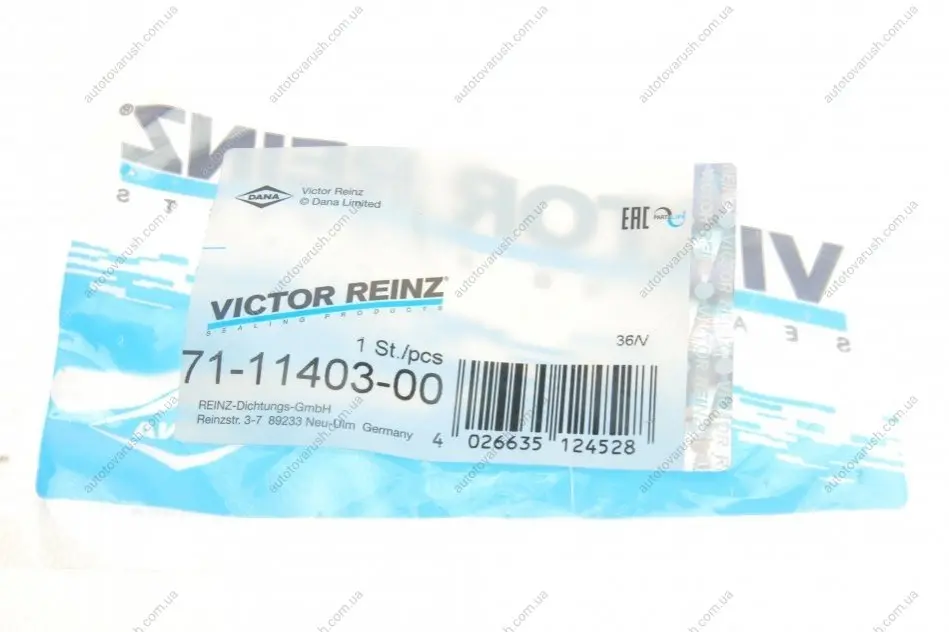 DANA
Victor Reinz
© Dana Limited
EAC
VICTOR REINZ®
SEALING PRODUCTS
36/V
1 St./pcs
71-11403-00
REINZ-Dichtungs-GmbH
Reinzstr. 3-7 89233 Neu-Ulm Germany
4 026635 124528
autotovarush.com.ua